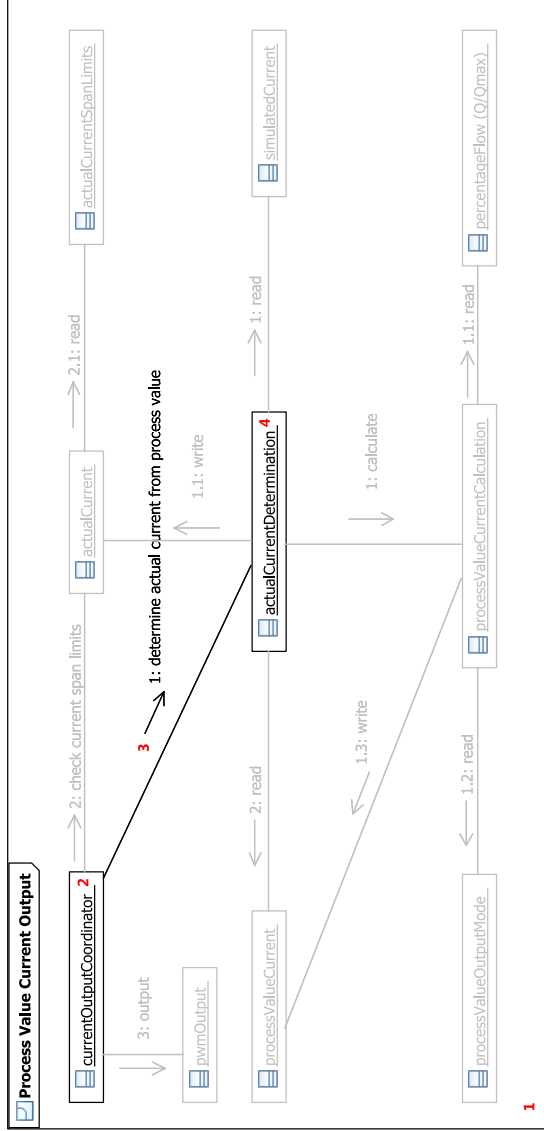 Process Value Current Output
currentOutputCoordinator 2
2: check current span limits
actualCurrent
2.1: read
actualCurrentSpanLimits
3: output
pwmOutput
3
1: determine actual current from process value
1.1: write
processValueCurrent
2: read
actualCurrentDetermination 4
1: read
simulatedCurrent
1.3: write
1: calculate
processValueOutputMode
1.2: read
processValueCurrentCalculation
1.1: read
percentageFlow (Q/Qmax)
1